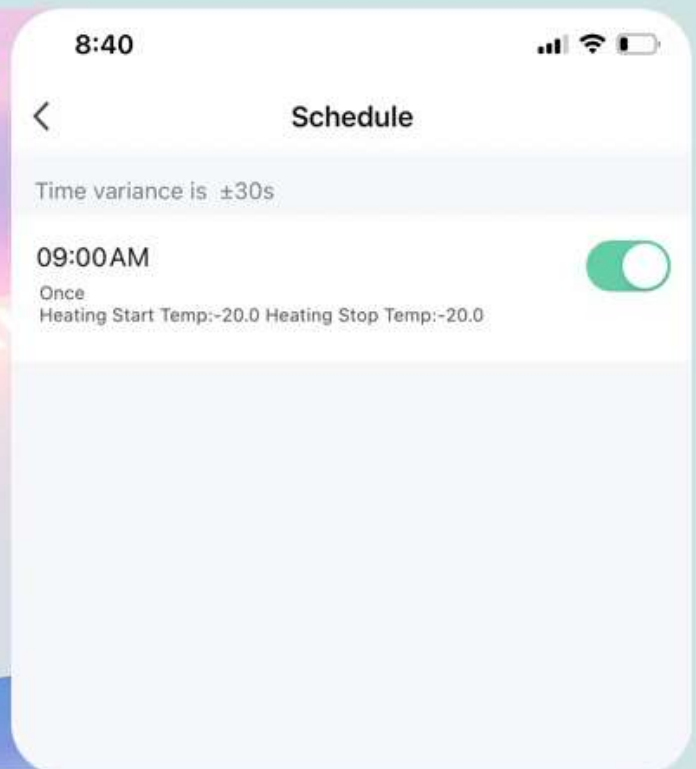 8:40
Schedule
Time variance is ±30s
09:00AM
Once
Heating Start Temp:-20.0 Heating Stop Temp:-20.0